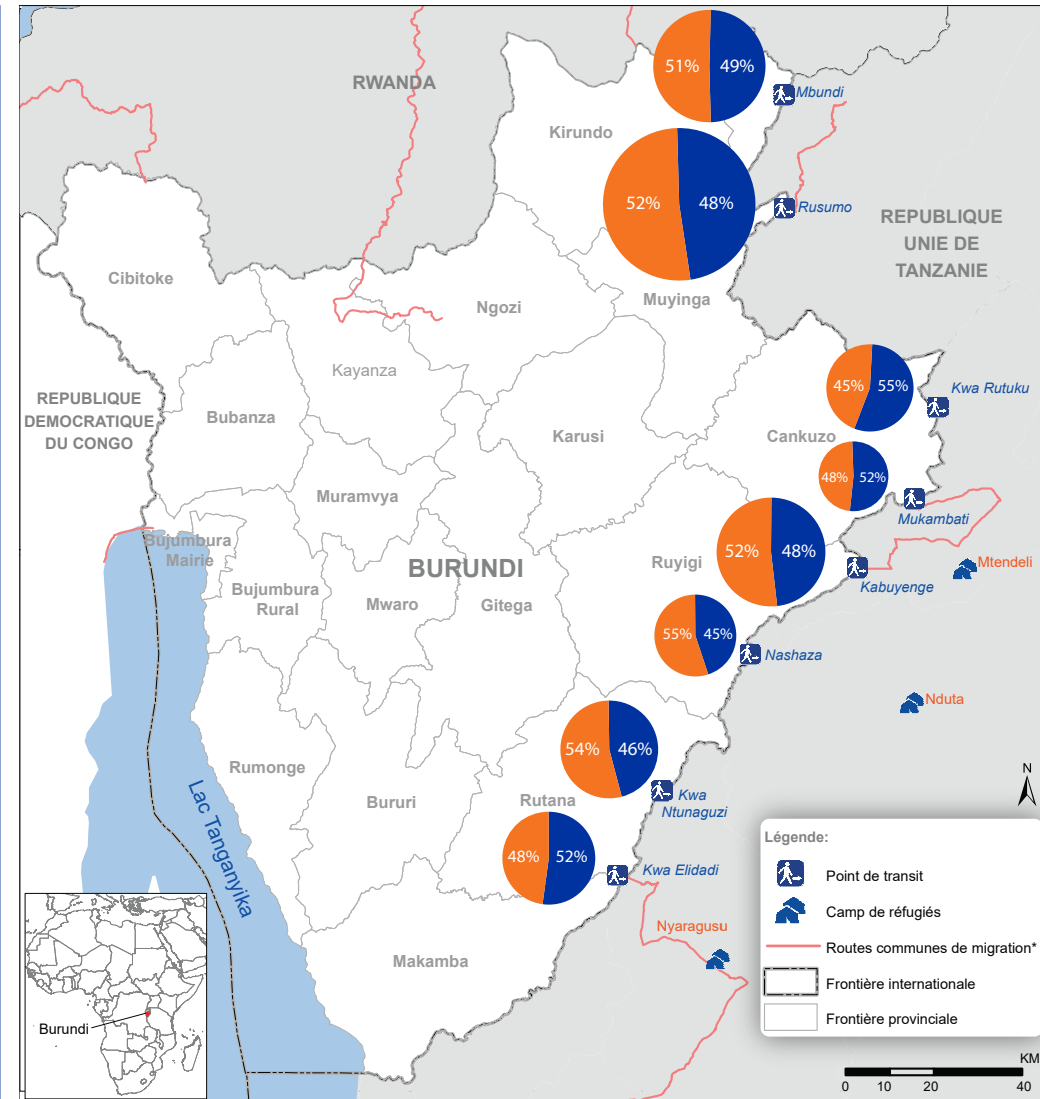 51%
49%
Mbundi
RWANDA
Kirundo
52%
48%
Rusumo
REPUBLIQUE
UNIE DE
TANZANIE
Cibitoke
Ngozi
Muyinga
Kayanza
REPUBLIQUE
DEMOCRATIQUE
DU CONGO
Bubanza
Karusi
45%
55%
Kwa Rutuku
Cankuzo
Muramvya
48%
52%
Mukambati
Bujumbura
Mairie
BURUNDI
Ruyigi
52%
48%
Kabuyenge
Mtendeli
Bujumbura
Rural
Mwaro
Gitega
55%
45%
Nashaza
Nduta
54%
46%
Rumonge
Bururi
Rutana
Kwa
Ntunaguzi
Lac Tanganyika
48%
52%
Kwa Elidadi
Nyaragusu
Makamba
Burundi
N
Légende:
Point de transit
Camp de réfugiés
Routes communes de migration*
Frontière internationale
Frontière provinciale
KM
0 10 20 40